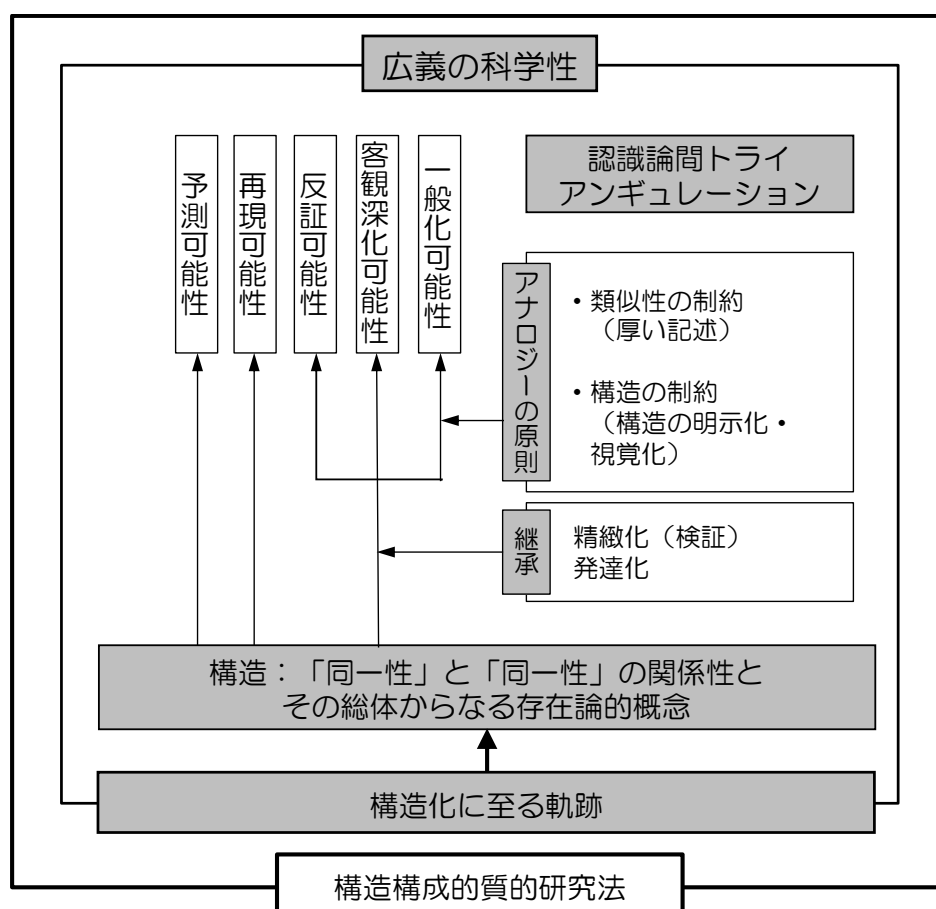 広義の科学性
予測可能性
再現可能性
反証可能性
客観深化可能性
一般化可能性
認識論間トライ
アンギュレーション
アナロジーの原則
・類似性の制約
（厚い記述）
・構造の制約
（構造の明示化・
視覚化）
継承
精緻化（検証）
発達化
構造：「同一性」と「同一性」の関係性と
その総体からなる存在論的概念
構造化に至る軌跡
構造構成的質的研究法